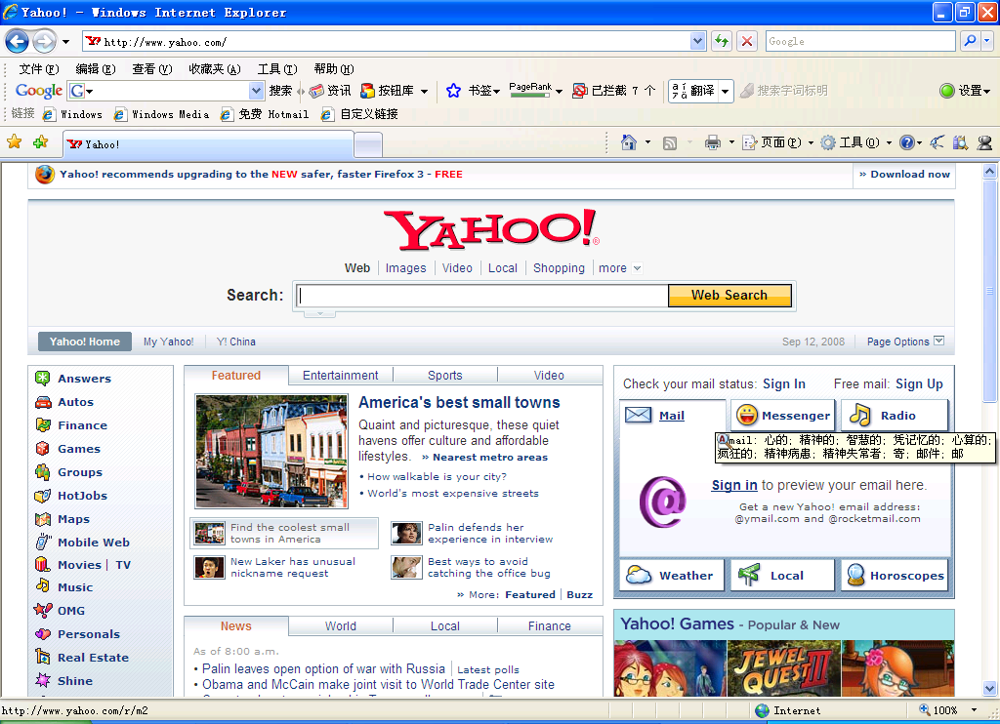 Yahoo! - Windows Internet Explorer
http://www.yahoo.com/
Google
文件(F) 编辑(E) 查看(V) 收藏夹(A) 工具(T) 帮助(H)
Google G 搜索 资讯 按钮库 书签 PageRank 已拦截 7 个 翻译 搜索字词标明 设置
链接 Windows Windows Media 免费 Hotmail 自定义链接
Yahoo! 页面(P) 工具(O)
Yahoo! recommends upgrading to the NEW safer, faster Firefox 3 - FREE » Download now
YAHOO!®
Web Images Video Local Shopping more
Search: Web Search
Yahoo! Home My Yahoo! Y! China Sep 12, 2008 Page Options
Answers
Autos
Finance
Games
Groups
HotJobs
Maps
Mobile Web
Movies | TV
Music
OMG
Personals
Real Estate
Shine
Featured Entertainment Sports Video
America's best small towns
Quaint and picturesque, these quiet
havens offer culture and affordable
lifestyles. » Nearest metro areas
• How walkable is your city?
• World's most expensive streets
Find the coolest small
towns in America
Palin defends her
experience in interview
New Laker has unusual
nickname request
Best ways to avoid
catching the office bug
» More: Featured | Buzz
News World Local Finance
As of 8:00 a.m.
• Palin leaves open option of war with Russia | Latest polls
• Obama and McCain make joint visit to World Trade Center site
Check your mail status: Sign In Free mail: Sign Up
Mail Messenger Radio
mail: 心的; 精神的; 智慧的; 凭记忆的; 心算的;
疯狂的; 精神病患; 精神失常者; 寄; 邮件; 邮
@ Sign in to preview your email here.
Get a new Yahoo! email address:
@ymail.com and @rocketmail.com
Weather Local Horoscopes
Yahoo! Games - Popular & New
JEWEL
QUEST III
http://www.yahoo.com/r/m2 Internet 100%